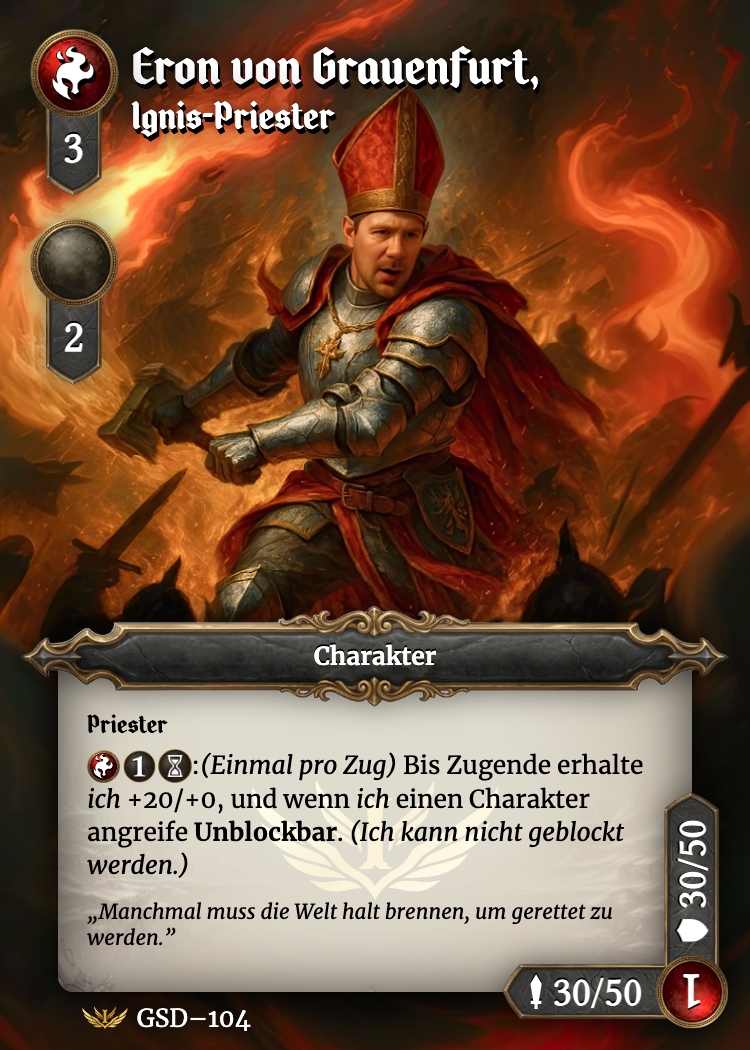 Eron von Grauenfurt,
Ignis-Priester
3
2
Charakter
Priester
1 :(Einmal pro Zug) Bis Zugende erhalte
ich +20/+0, und wenn ich einen Charakter
angreife Unblockbar. (Ich kann nicht geblockt
werden.)
„Manchmal muss die Welt halt brennen, um gerettet zu
werden.”
30/50
30/50
1
GSD–104